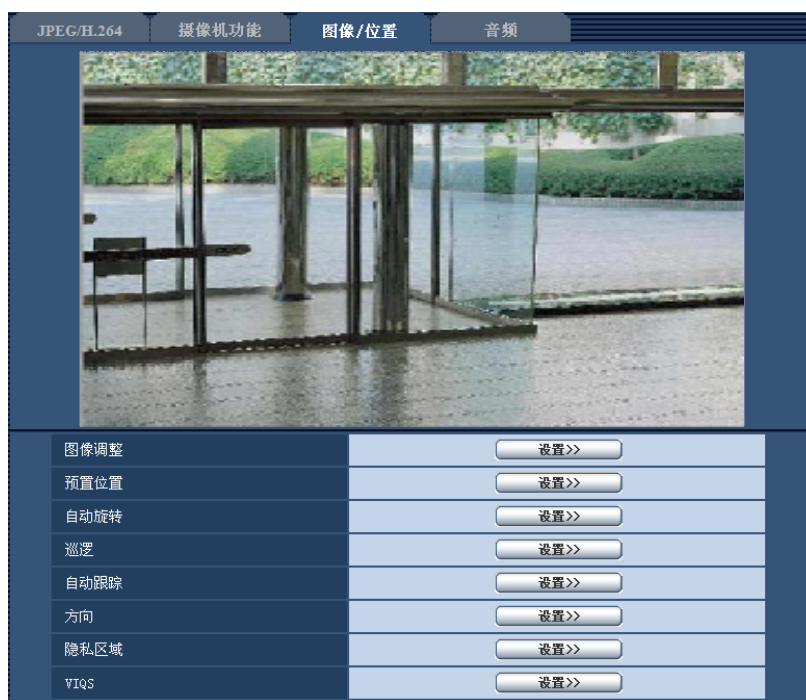 JPEG/H.264 摄像机功能 图像/位置 音频
图像调整 设置>>
预置位置 设置>>
自动旋转 设置>>
巡逻 设置>>
自动跟踪 设置>>
方向 设置>>
隐私区域 设置>>
VIQS 设置>>